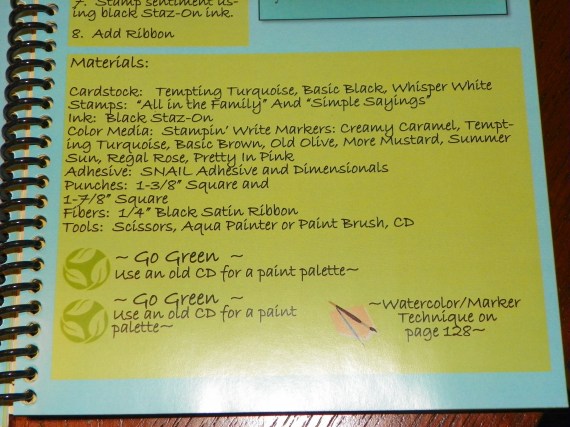 7. Stamp sentiment us-
ing black Staz-On ink.
8. Add Ribbon
Materials:
Cardstock: Tempting Turquoise, Basic Black, Whisper White
Stamps: "All in the Family" And "Simple Sayings"
Ink: Black Staz-On
Color Media: Stampin' Write Markers: Creamy Caramel, Tempt-
ing Turquoise, Basic Brown, Old Olive, More Mustard, Summer
Sun, Regal Rose, Pretty In Pink
Adhesive: SNAIL Adhesive and Dimensionals
Punches: 1-3/8" Square and
1-7/8" Square
Fibers: 1/4" Black Satin Ribbon
Tools: Scissors, Aqua Painter or Paint Brush, CD
~ Go Green ~
Use an old CD for a paint palette~
~ Go Green ~
Use an old CD for a paint
palette~
~Watercolor/Marker
Technique on
page 128~